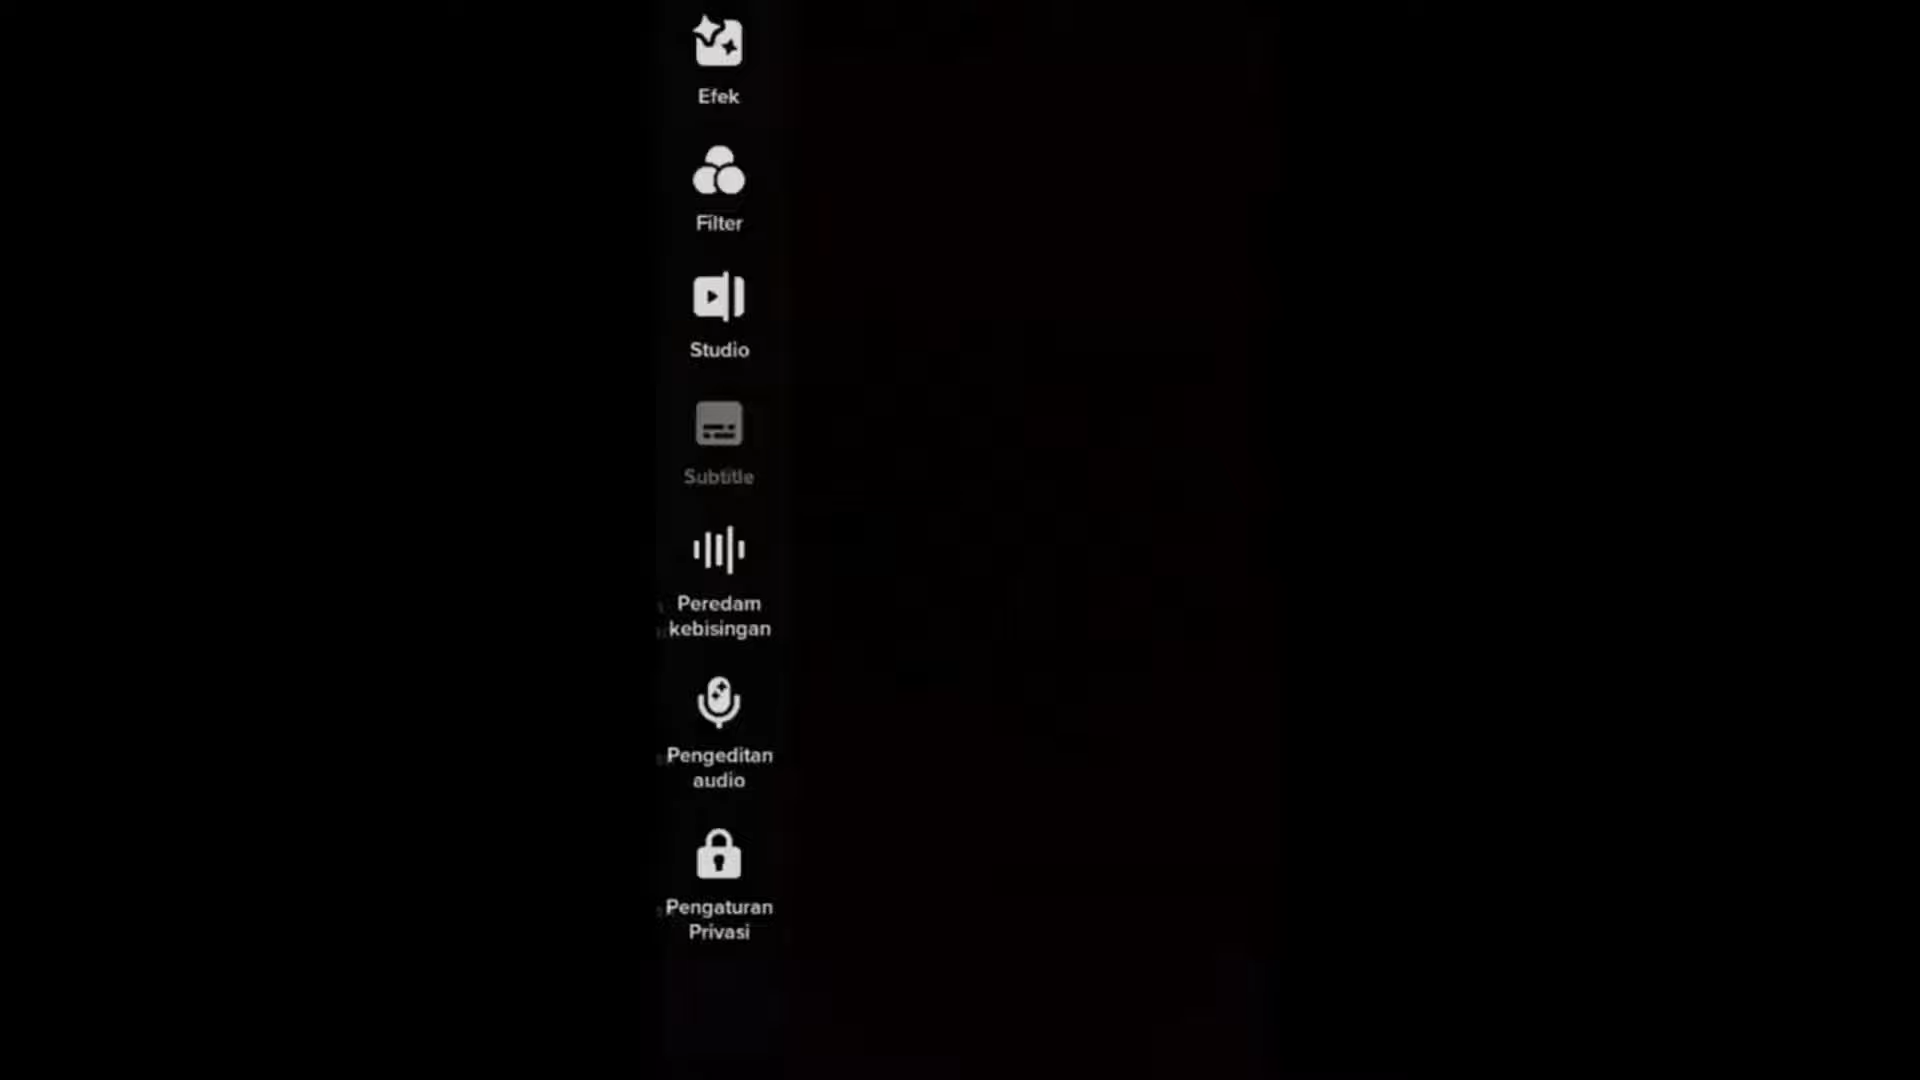 Efek
Filter
Studio
Subtitle
Peredam
kebisingan
Pengeditan
audio
Pengaturan
Privasi